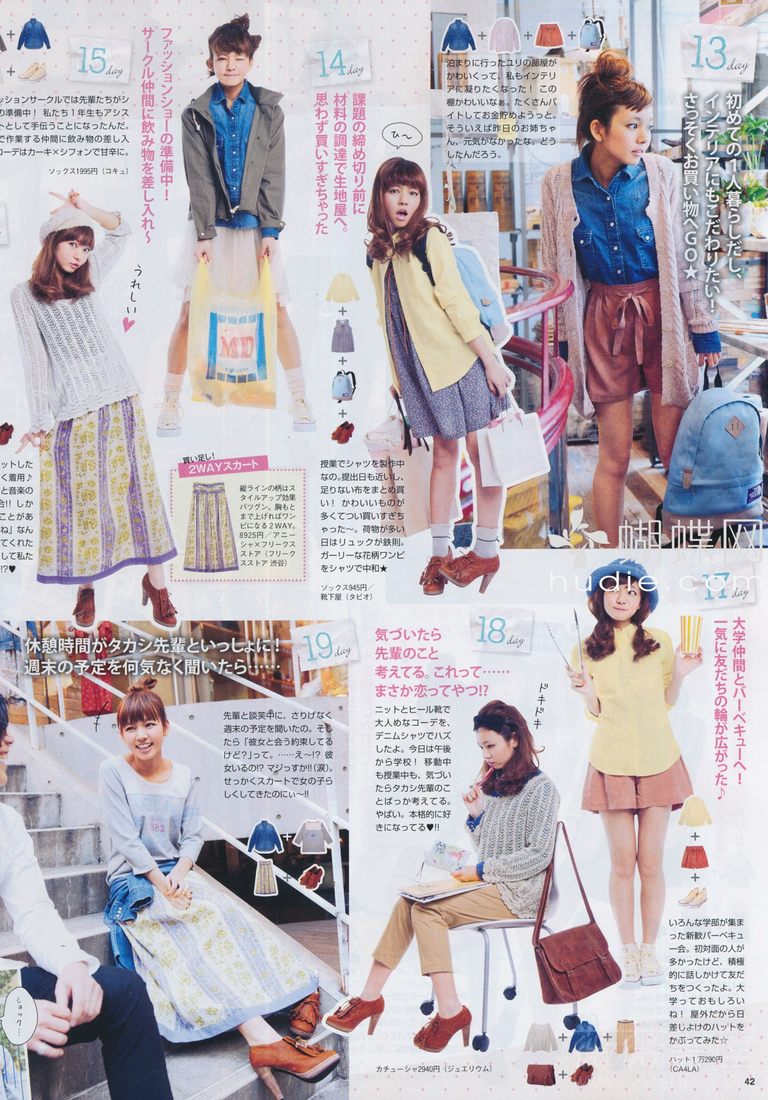 13 day
初めての1人暮らしだし、
インテリアにもこだわりたい！
さっそくお買い物へGO★
泊まりに行ったユリの部屋が
かわいくって、私もインテリ
アに凝りたくなった！ この
棚かわいいなぁ。たくさんバ
イトしてお金貯めようっと。
そういえば昨日のお姉ちゃ
ん、元気がなかったな。どう
したんだろう。
14 day
課題の締め切り前に
材料の調達で生地屋へ。
思わず買いすぎちゃった
ひ〜
授業でシャツを製作中
なの。提出日も近いし、
足りない布をまとめ買
い！ かわいいものが
多くてつい買いすぎち
ゃった〜。荷物が多い
日はリュックが鉄則。
ガーリーな花柄ワンピ
をシャツで中和★
ソックス945円／
靴下屋（タビオ）
15 day
ファッションショーの準備中！
サークル仲間に飲み物を差し入れ〜
ッションサークルでは先輩たちがシ
の準備中！ 私たち1年生もアシス
トとして手伝うことになったんだ。
で作業する仲間に飲み物の差し入
コーデはカーキ×シフォンで甘辛に。
ソックス1995円（コキュ）
MD
うれしい
買い足し！
2WAYスカート
縦ラインの柄はス
タイルアップ効果
バツグン。胸もと
まで上げればワン
ピになる2WAY。
8925円／アニー
シャ×フリークス
ストア（フリーク
スストア 渋谷）
ットした
く着用♪
と音楽の
合!! しか
ことがあ
ね」なん
てくれた
して私た
!?♥
蝴蝶网
hudie.com
17 day
大学仲間とバーベキューへ！
一気に友だちの輪が広がった♪
いろんな学部が集ま
った新歓バーベキュ
ー会。初対面の人が
多かったけど、積極
的に話しかけて友だ
ちをつくったよ。大
学っておもしろい
ね！ 屋外だから日
差しよけのハットを
かぶってみた☆
ハット1万290円
（CA4LA）
18 day
気づいたら
先輩のこと
考えてる。これって……
まさか恋ってやつ!?
ドキドキ
ニットとヒール靴で
大人めなコーデを、
デニムシャツでハズ
したよ。今日は午後
から学校！ 移動中
も授業中も、気づい
たらタカシ先輩のこ
とばっか考えてる。
やばい。本格的に好
きになってる♥!!
カチューシャ2940円（ジュエリウム）
19 day
休憩時間がタカシ先輩といっしょに！
週末の予定を何気なく聞いたら……
先輩と談笑中に、さりげなく
週末の予定を聞いたの。そし
たら「彼女と会う約束してる
けど？」って。……え〜!? 彼
女いるの!? マジっすか!!（涙）。
せっかくスカートで女の子ら
しくしてきたのにぃ〜!!
923
ショック…
42